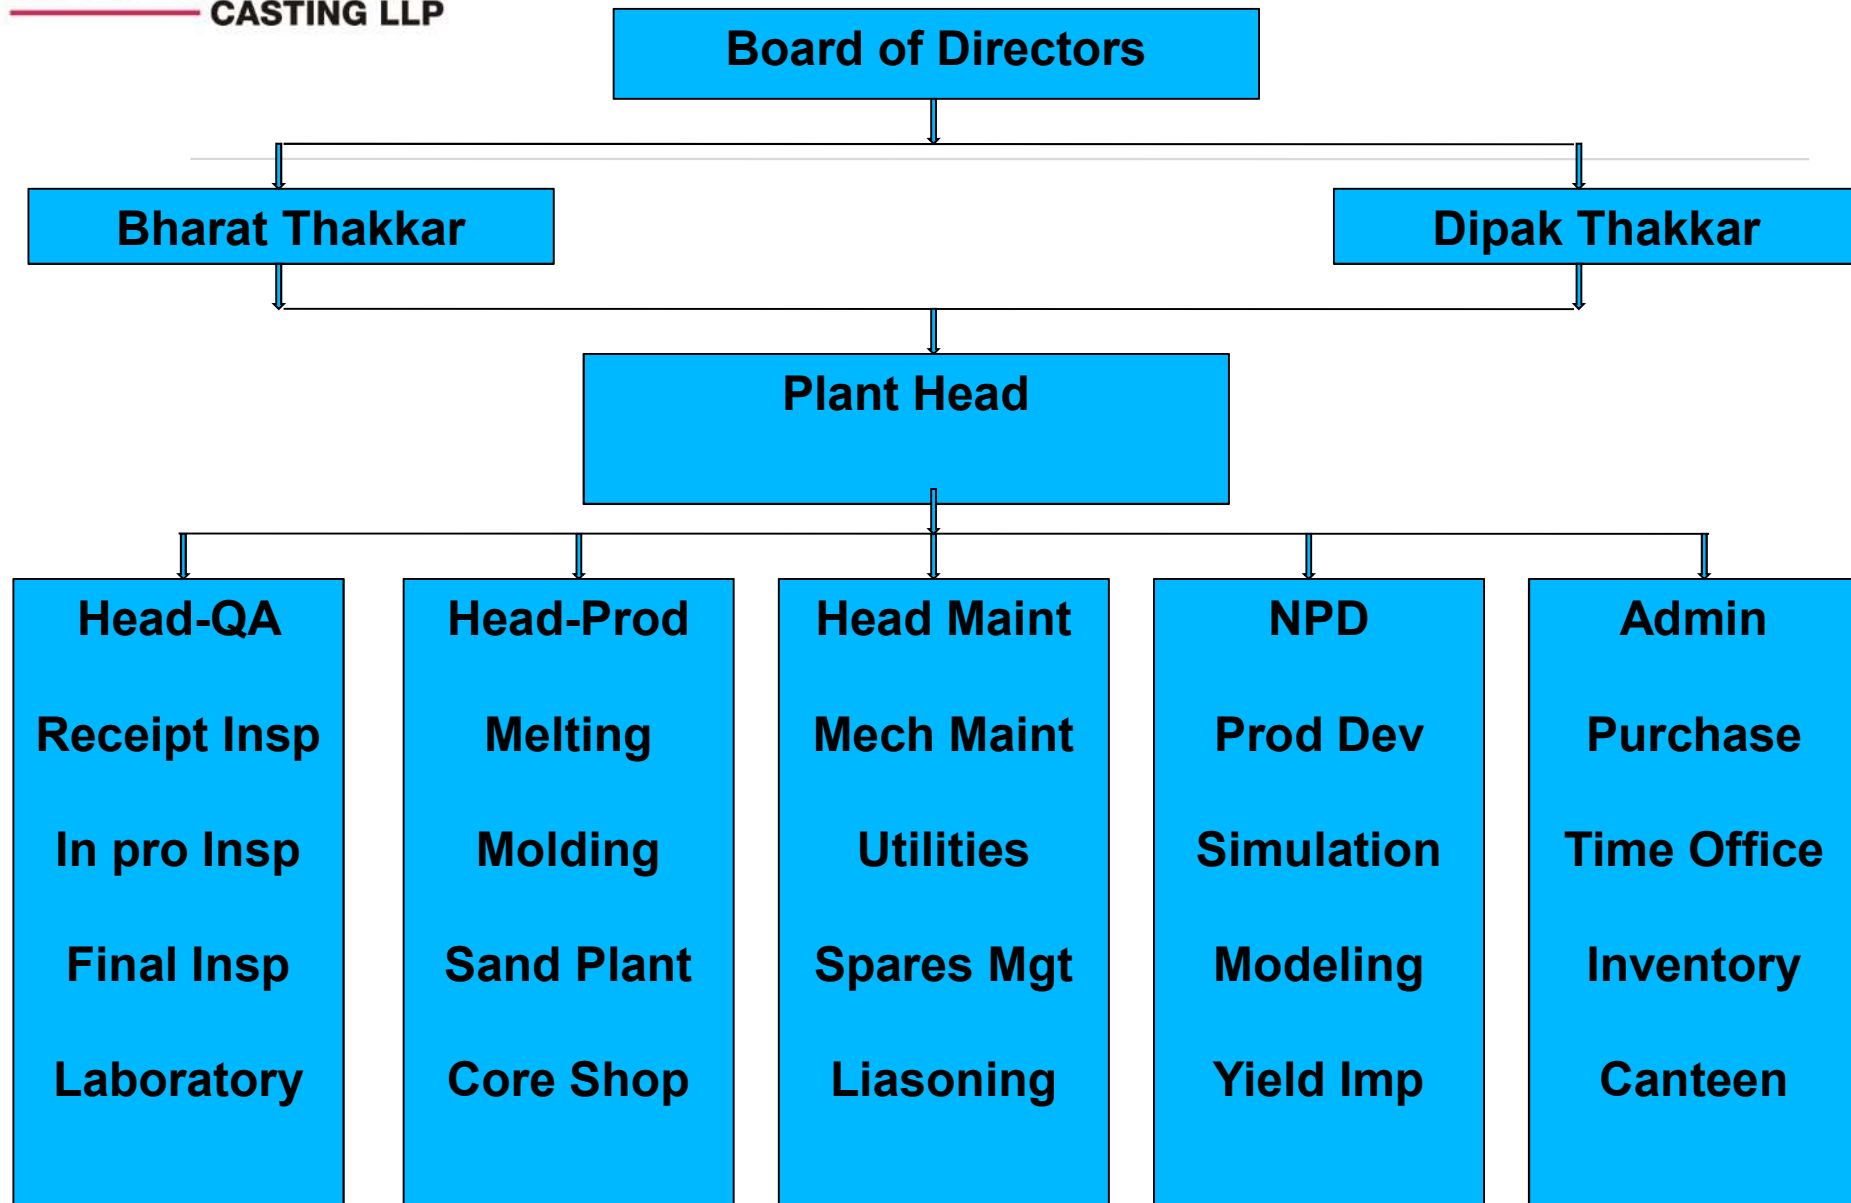 CASTING LLP
Board of Directors
Bharat Thakkar
Dipak Thakkar
Plant Head
Head-QA
Receipt Insp
In pro Insp
Final Insp
Laboratory
Head-Prod
Melting
Molding
Sand Plant
Core Shop
Head Maint
Mech Maint
Utilities
Spares Mgt
Liasoning
NPD
Prod Dev
Simulation
Modeling
Yield Imp
Admin
Purchase
Time Office
Inventory
Canteen